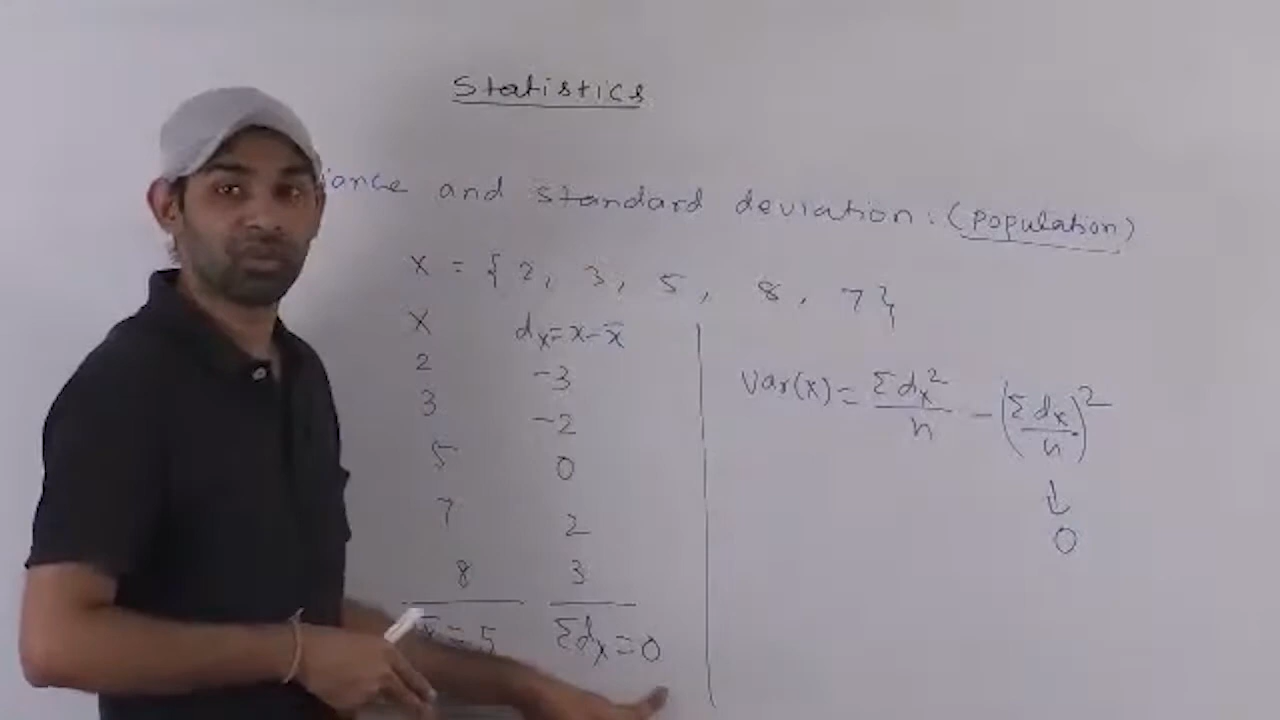 Statistics
iance and standard deviation. (population)
X = { 2, 3, 5, 8, 7}
X dx = x - x̄
2 -3
3 -2
5 0
7 2
8 3
x̄ = 5 Σdx = 0
Var(x) = Σdx²/n - (Σdx/n)²
↓
0